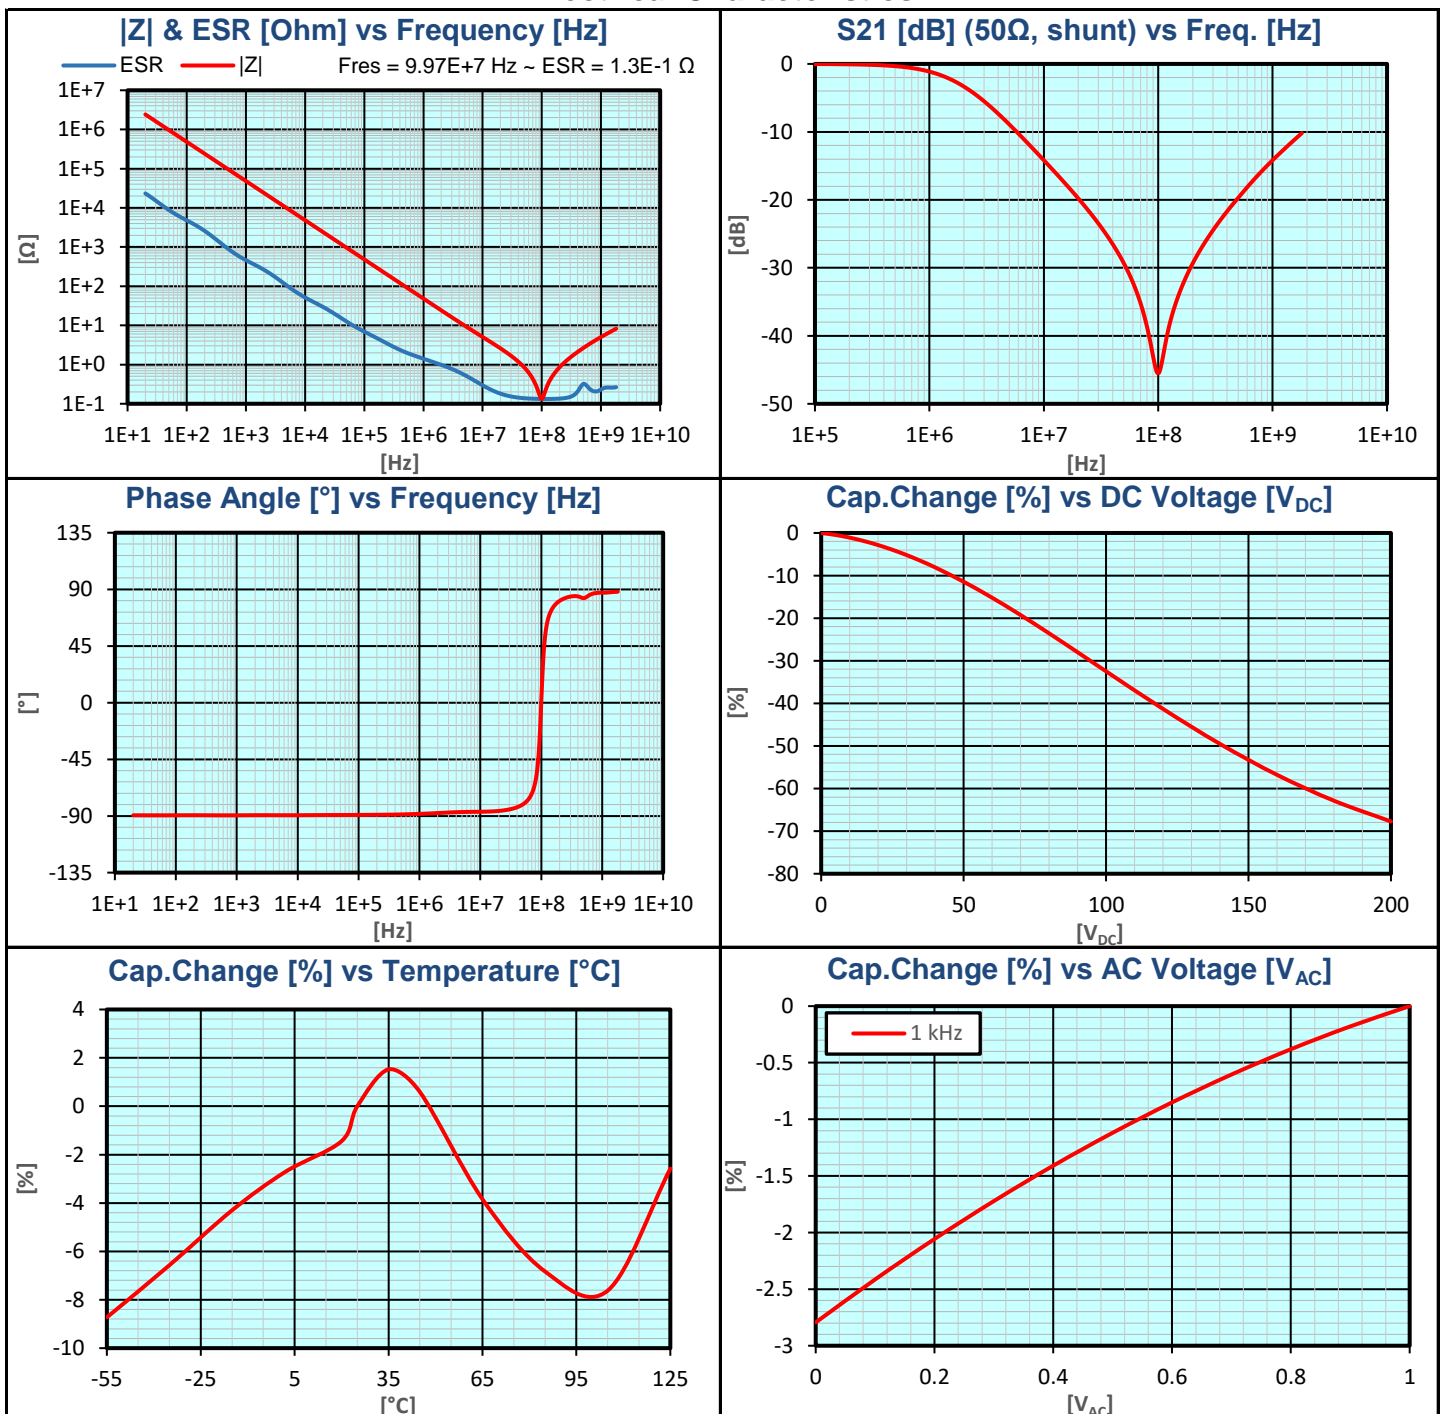 |Z| & ESR [Ohm] vs Frequency [Hz]
ESR |Z| Fres = 9.97E+7 Hz ~ ESR = 1.3E-1 Ω
1E+7
1E+6
1E+5
1E+4
1E+3
1E+2
1E+1
1E+0
1E-1
[Ω]
1E+1 1E+2 1E+3 1E+4 1E+5 1E+6 1E+7 1E+8 1E+9 1E+10
[Hz]
S21 [dB] (50Ω, shunt) vs Freq. [Hz]
0
-10
-20
-30
-40
-50
[dB]
1E+5 1E+6 1E+7 1E+8 1E+9 1E+10
[Hz]
Phase Angle [°] vs Frequency [Hz]
135
90
45
0
-45
-90
-135
[°]
1E+1 1E+2 1E+3 1E+4 1E+5 1E+6 1E+7 1E+8 1E+9 1E+10
[Hz]
Cap.Change [%] vs DC Voltage [VDC]
0
-10
-20
-30
-40
-50
-60
-70
-80
[%]
0 50 100 150 200
[VDC]
Cap.Change [%] vs Temperature [°C]
4
2
0
-2
-4
-6
-8
-10
[%]
-55 -25 5 35 65 95 125
[°C]
Cap.Change [%] vs AC Voltage [VAC]
1 kHz
0
-0.5
-1
-1.5
-2
-2.5
-3
[%]
0 0.2 0.4 0.6 0.8 1
[VAC]